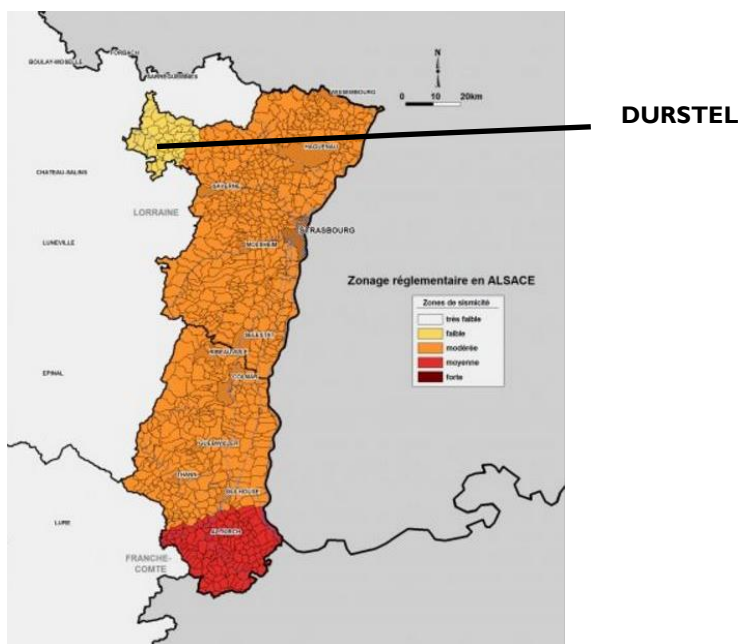 FORBACH
BOULAY-MOSELLE
SARREGUEMINES
N
WISSEMBOURG
0 10 20km
DURSTEL
HAGUENAU
CHATEAU-SALINS
SAVERNE
LORRAINE
STRASBOURG
LUNEVILLE
MOLSHEIM
Zonage réglementaire en ALSACE
Zones de sismicité
très faible
faible
modérée
moyenne
forte
SELESTAT
RIBEAUVILLE
EPINAL
COLMAR
GUEBWILLER
THANN
MULHOUSE
LURE
ALTKIRCH
FRANCHE-
COMTE